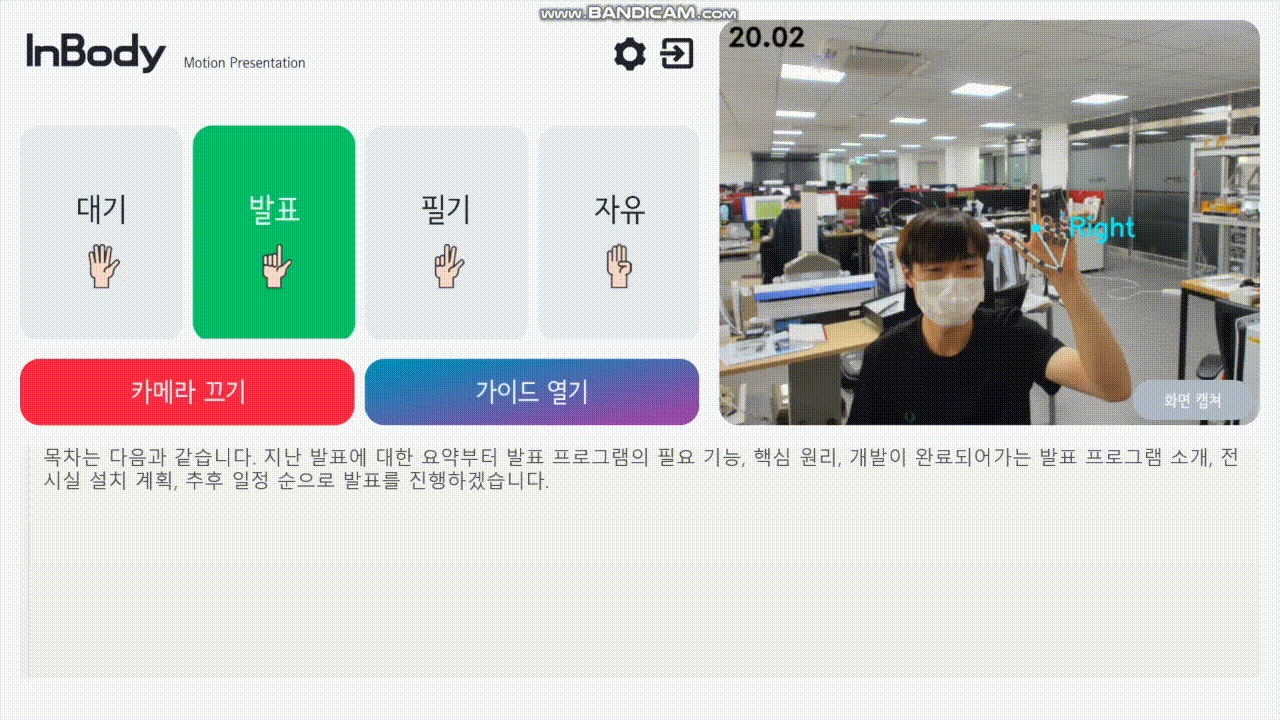 www.BANDICAM.com
InBody
Motion Presentation
20.02
대기
발표
필기
자유
Right
카메라 끄기
가이드 열기
화면 캡쳐
목차는 다음과 같습니다. 지난 발표에 대한 요약부터 발표 프로그램의 필요 기능, 핵심 원리, 개발이 완료되어가는 발표 프로그램 소개, 전
시실 설치 계획, 추후 일정 순으로 발표를 진행하겠습니다.